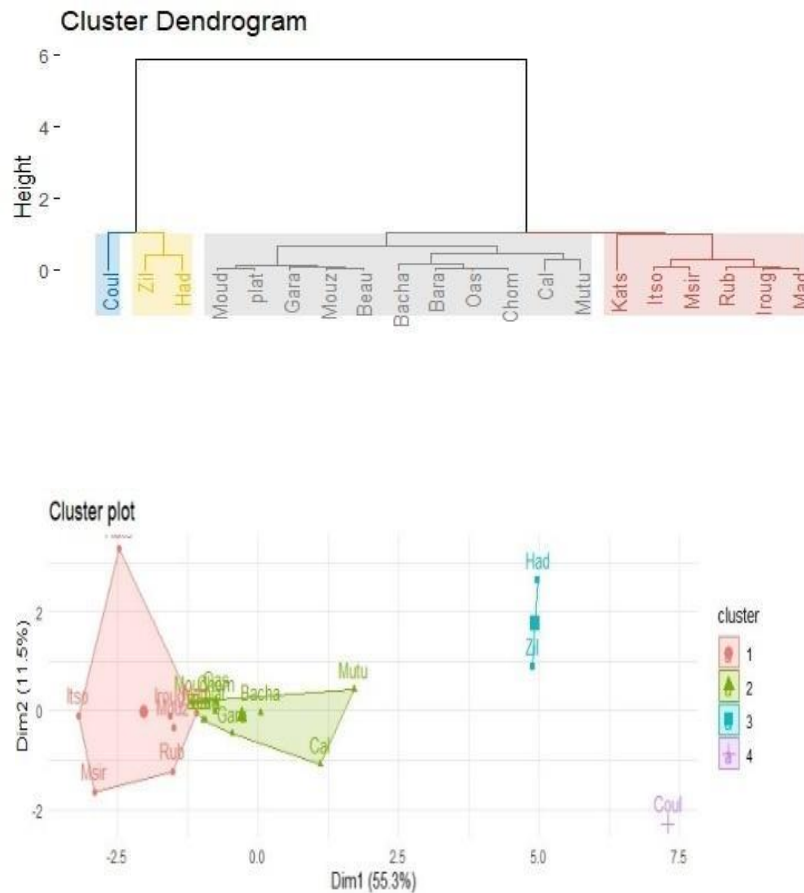 Cluster Dendrogram
Height
6
4
2
0
Coul
Zil
Had
Moud
plat
Gara
Mouz
Beau
Bacha
Bara
Oas
Chom
Cal
Mutu
Kats
Itso
Msir
Rub
Iroug
Mad
Cluster plot
Had
Zil
Mutu
Bacha
Itso
Cal
Rub
Msir
Coul
Dim2 (11.5%)
2
0
-2
-2.5
0.0
2.5
5.0
7.5
Dim1 (55.3%)
cluster
1
2
3
4